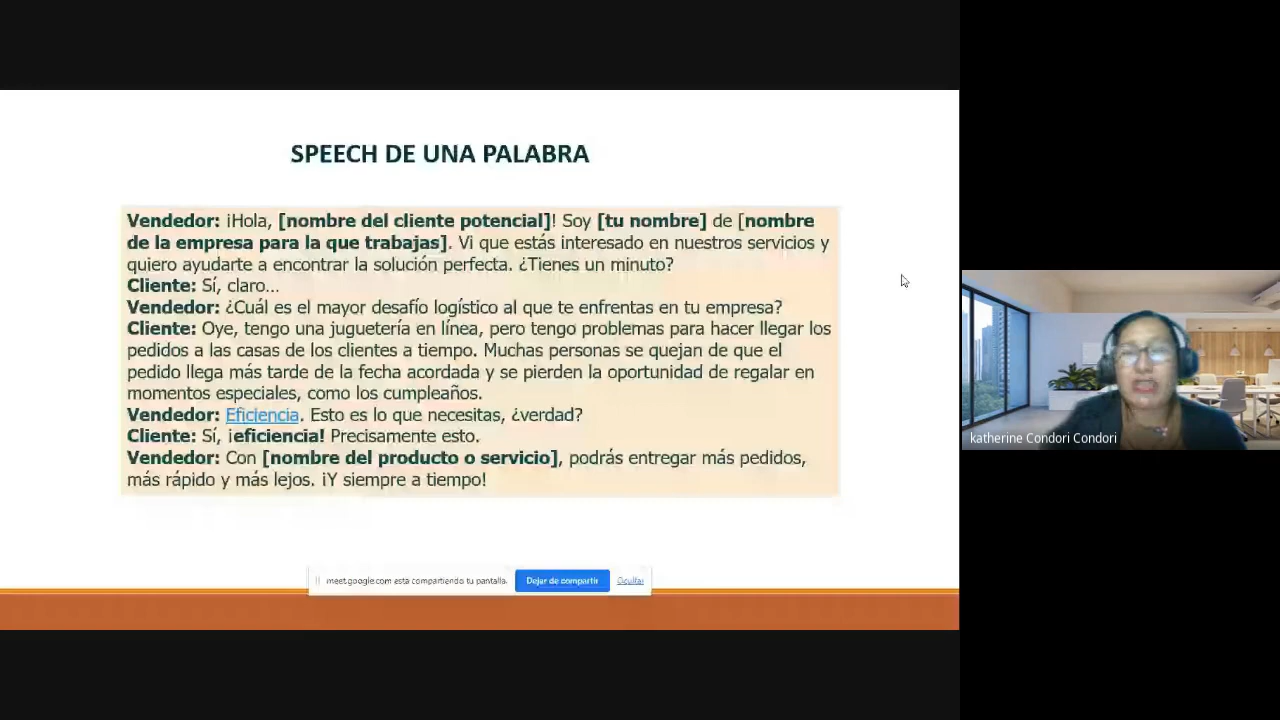 SPEECH DE UNA PALABRA
Vendedor: ¡Hola, [nombre del cliente potencial]! Soy [tu nombre] de [nombre
de la empresa para la que trabajas]. Vi que estás interesado en nuestros servicios y
quiero ayudarte a encontrar la solución perfecta. ¿Tienes un minuto?
Cliente: Sí, claro...
Vendedor: ¿Cuál es el mayor desafío logístico al que te enfrentas en tu empresa?
Cliente: Oye, tengo una juguetería en línea, pero tengo problemas para hacer llegar los
pedidos a las casas de los clientes a tiempo. Muchas personas se quejan de que el
pedido llega más tarde de la fecha acordada y se pierden la oportunidad de regalar en
momentos especiales, como los cumpleaños.
Vendedor: Eficiencia. Esto es lo que necesitas, ¿verdad?
Cliente: Sí, ¡eficiencia! Precisamente esto.
Vendedor: Con [nombre del producto o servicio], podrás entregar más pedidos,
más rápido y más lejos. ¡Y siempre a tiempo!
katherine Condori Condori
meet.google.com está compartiendo tu pantalla.
Dejar de compartir
Ocultar